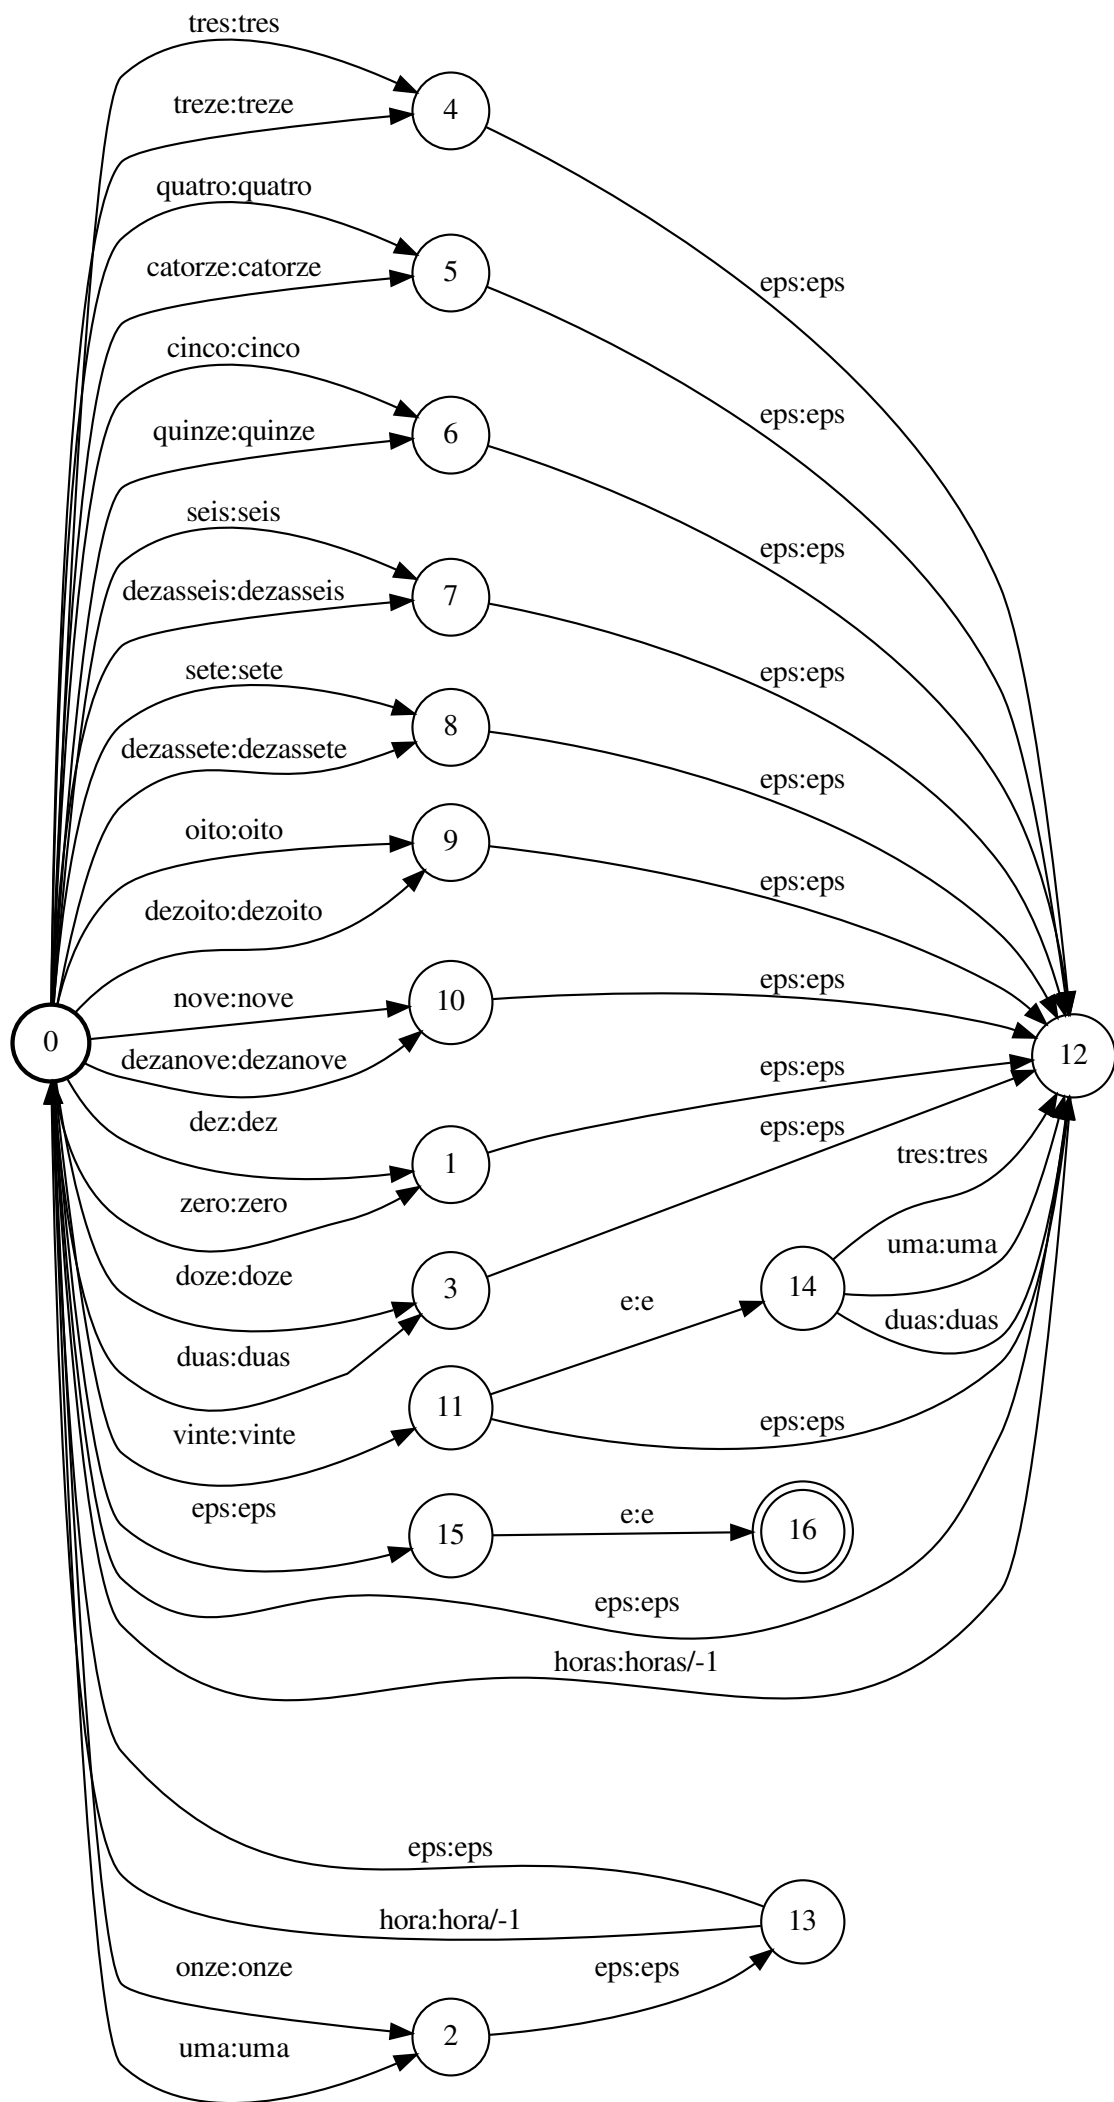 tres:tres
treze:treze
4
quatro:quatro
catorze:catorze
5
eps:eps
cinco:cinco
quinze:quinze
6
eps:eps
seis:seis
dezasseis:dezasseis
7
eps:eps
sete:sete
dezassete:dezassete
8
eps:eps
oito:oito
9
eps:eps
dezoito:dezoito
eps:eps
nove:nove
10
eps:eps
0
dezanove:dezanove
12
eps:eps
dez:dez
1
eps:eps
zero:zero
tres:tres
doze:doze
3
uma:uma
14
e:e
duas:duas
duas:duas
11
vinte:vinte
eps:eps
eps:eps
15
e:e
16
eps:eps
horas:horas/-1
eps:eps
hora:hora/-1
13
onze:onze
eps:eps
2
uma:uma